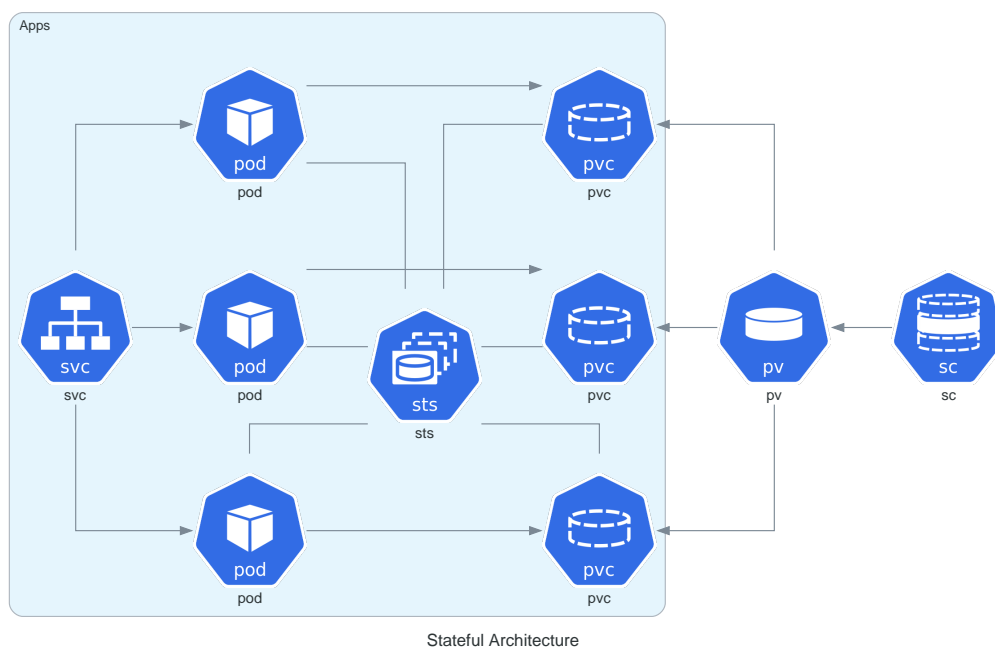 Apps
pod
pod
pvc
pvc
svc
svc
pod
pod
sts
sts
pvc
pvc
pv
pv
sc
sc
pod
pod
pvc
pvc
Stateful Architecture